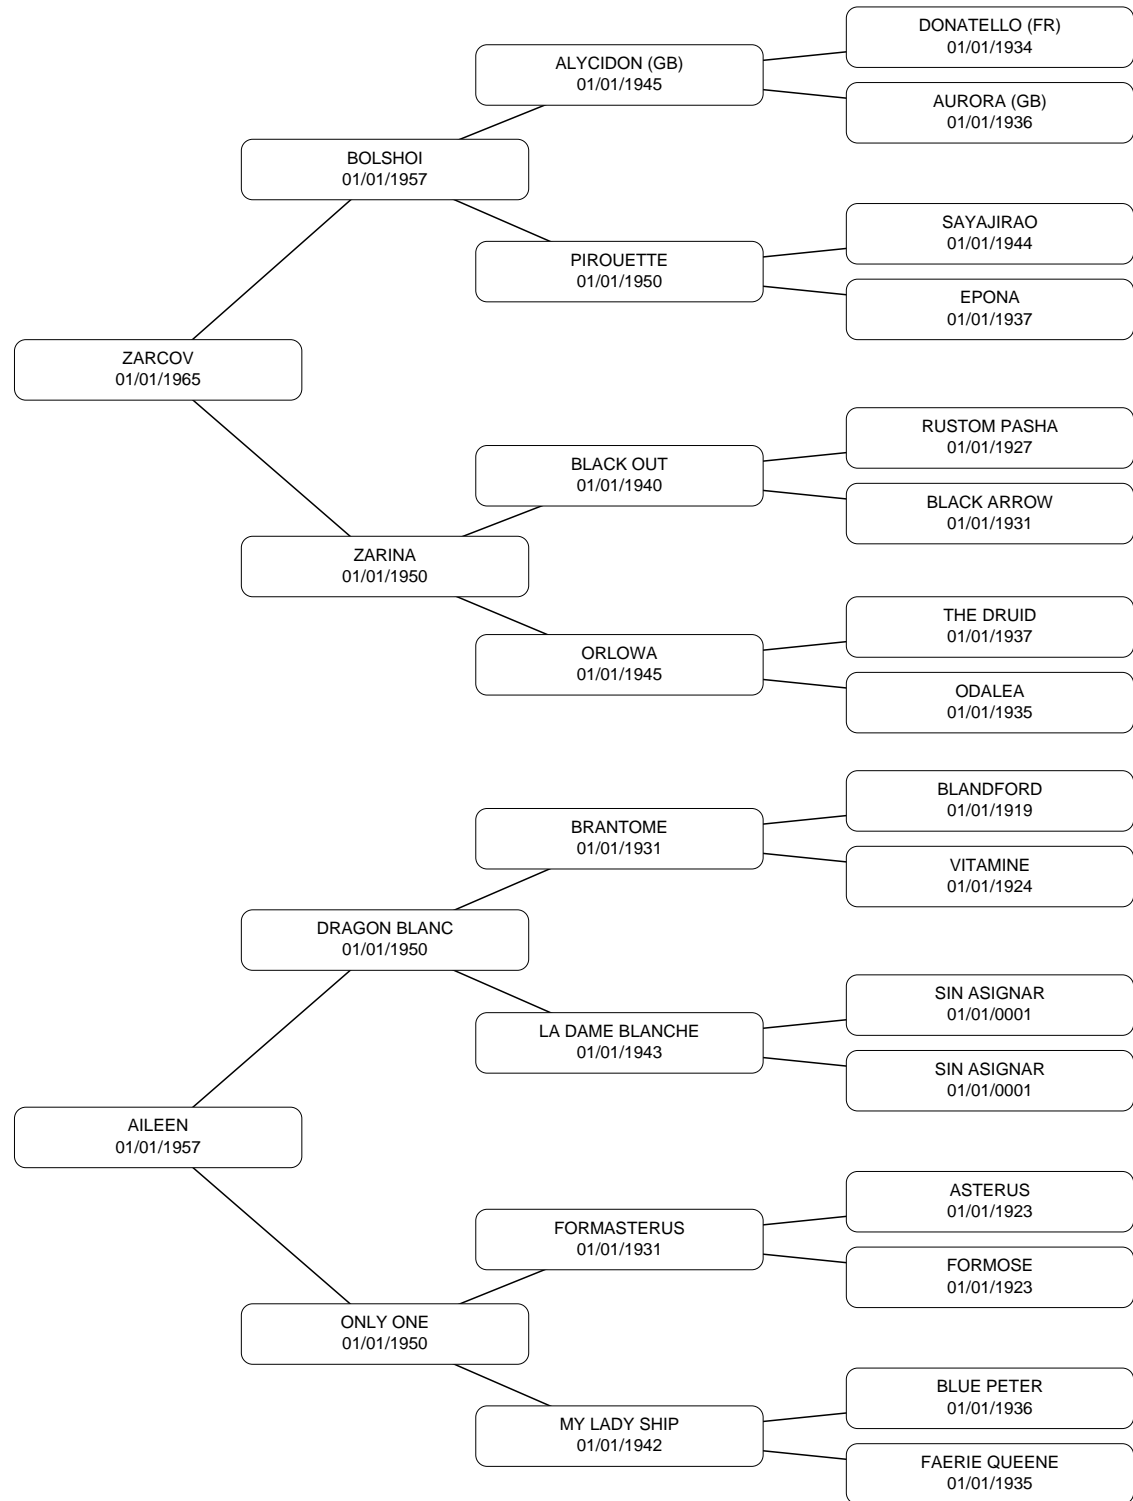 DONATELLO (FR)
01/01/1934
ALYCIDON (GB)
01/01/1945
AURORA (GB)
01/01/1936
BOLSHOI
01/01/1957
SAYAJIRAO
01/01/1944
PIROUETTE
01/01/1950
EPONA
01/01/1937
ZARCOV
01/01/1965
RUSTOM PASHA
01/01/1927
BLACK OUT
01/01/1940
BLACK ARROW
01/01/1931
ZARINA
01/01/1950
THE DRUID
01/01/1937
ORLOWA
01/01/1945
ODALEA
01/01/1935
BLANDFORD
01/01/1919
BRANTOME
01/01/1931
VITAMINE
01/01/1924
DRAGON BLANC
01/01/1950
SIN ASIGNAR
01/01/0001
LA DAME BLANCHE
01/01/1943
SIN ASIGNAR
01/01/0001
AILEEN
01/01/1957
ASTERUS
01/01/1923
FORMASTERUS
01/01/1931
FORMOSE
01/01/1923
ONLY ONE
01/01/1950
BLUE PETER
01/01/1936
MY LADY SHIP
01/01/1942
FAERIE QUEENE
01/01/1935